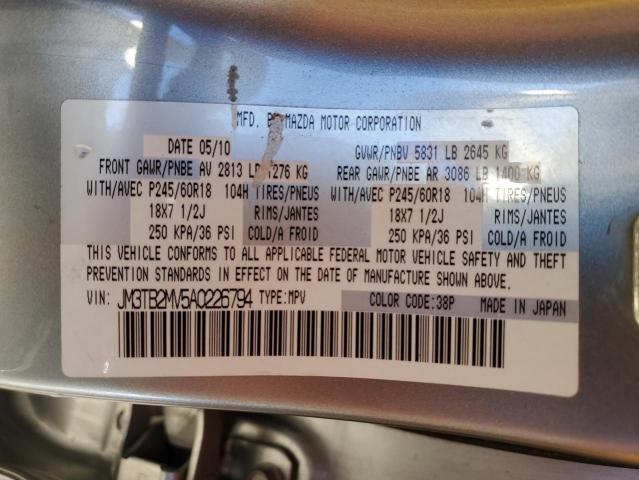 MFD. BY MAZDA MOTOR CORPORATION
DATE 05/10 GVWR/PNBV 5831 LB 2645 KG
FRONT GAWR/PNBE AV 2813 LB 1276 KG REAR GAWR/PNBE AR 3086 LB 1400 KG
WITH/AVEC P245/60R18 104H TIRES/PNEUS WITH/AVEC P245/60R18 104H TIRES/PNEUS
18X7 1/2J RIMS/JANTES 18X7 1/2J RIMS/JANTES
250 KPA/36 PSI COLD/A FROID 250 KPA/36 PSI COLD/A FROID
THIS VEHICLE CONFORMS TO ALL APPLICABLE FEDERAL MOTOR VEHICLE SAFETY AND THEFT
PREVENTION STANDARDS IN EFFECT ON THE DATE OF MANUFACTURE SHOWN ABOVE.
VIN: JM3TB2MV5A0226794 TYPE:MPV COLOR CODE:38P MADE IN JAPAN